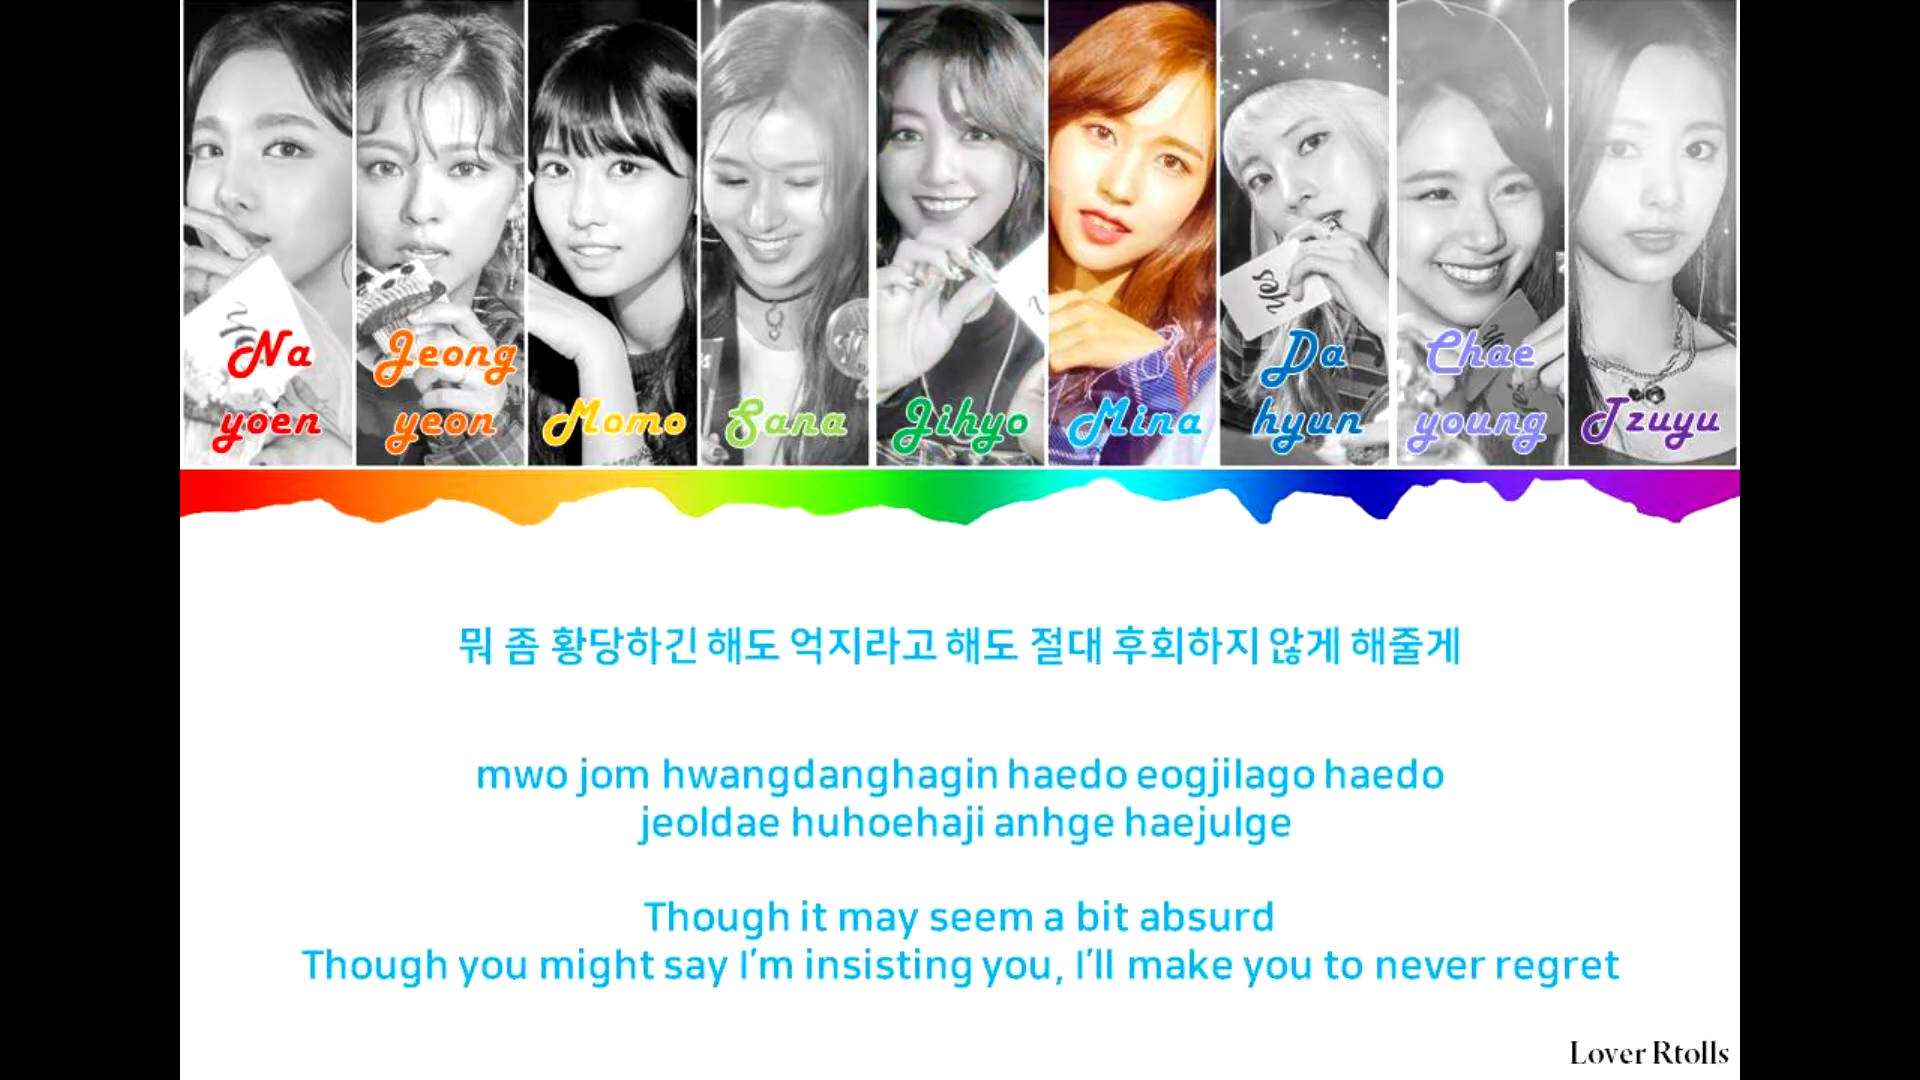 Na
yoen
Jeong
yeon
Momo
Sana
Jihyo
Mina
yes
Da
hyun
Chae
young
Tzuyu
뭐 좀 황당하긴 해도 억지라고 해도 절대 후회하지 않게 해줄게
mwo jom hwangdanghagin haedo eogjilago haedo
jeoldae huhoehaji anhge haejulge
Though it may seem a bit absurd
Though you might say I'm insisting you, I'll make you to never regret
Lover Rtolls